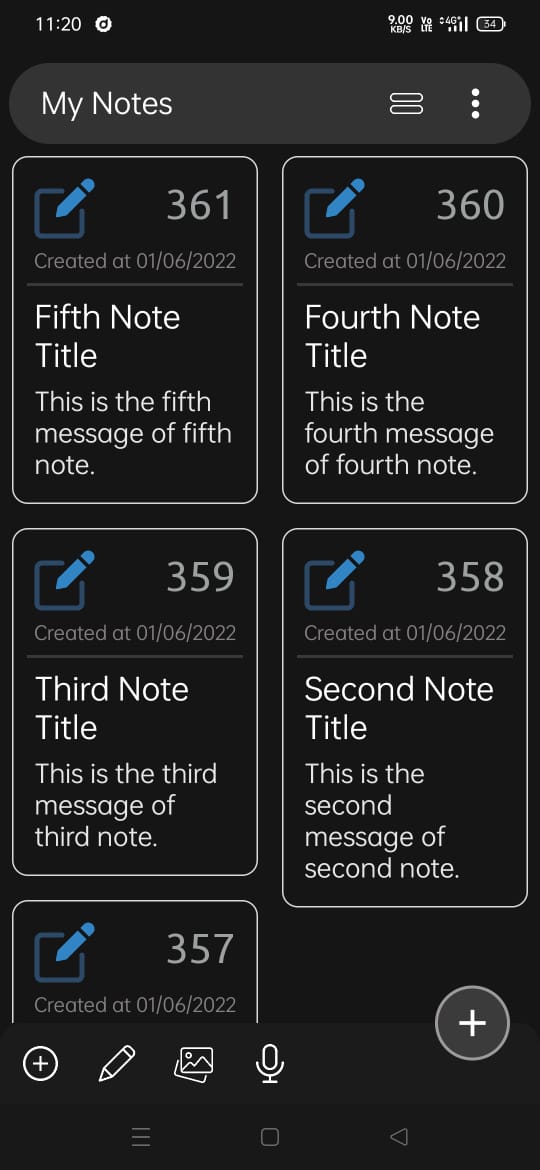 11:20
9.00 KB/S
Vo LTE
4G+
34
My Notes
361
Created at 01/06/2022
Fifth Note
Title
This is the fifth
message of fifth
note.
360
Created at 01/06/2022
Fourth Note
Title
This is the
fourth message
of fourth note.
359
Created at 01/06/2022
Third Note
Title
This is the third
message of
third note.
358
Created at 01/06/2022
Second Note
Title
This is the
second
message of
second note.
357
Created at 01/06/2022